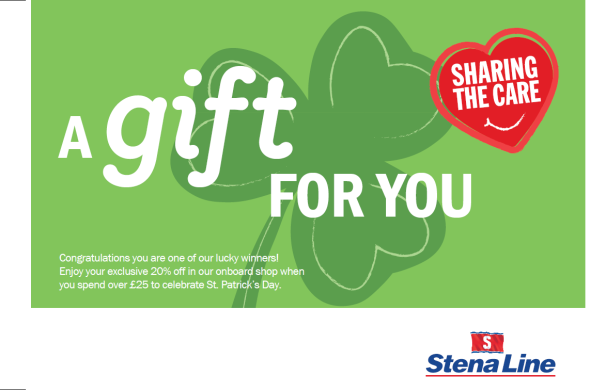 A gift
FOR YOU
SHARING
THE CARE
Congratulations you are one of our lucky winners!
Enjoy your exclusive 20% off in our onboard shop when
you spend over £25 to celebrate St. Patrick's Day.
S
Stena Line